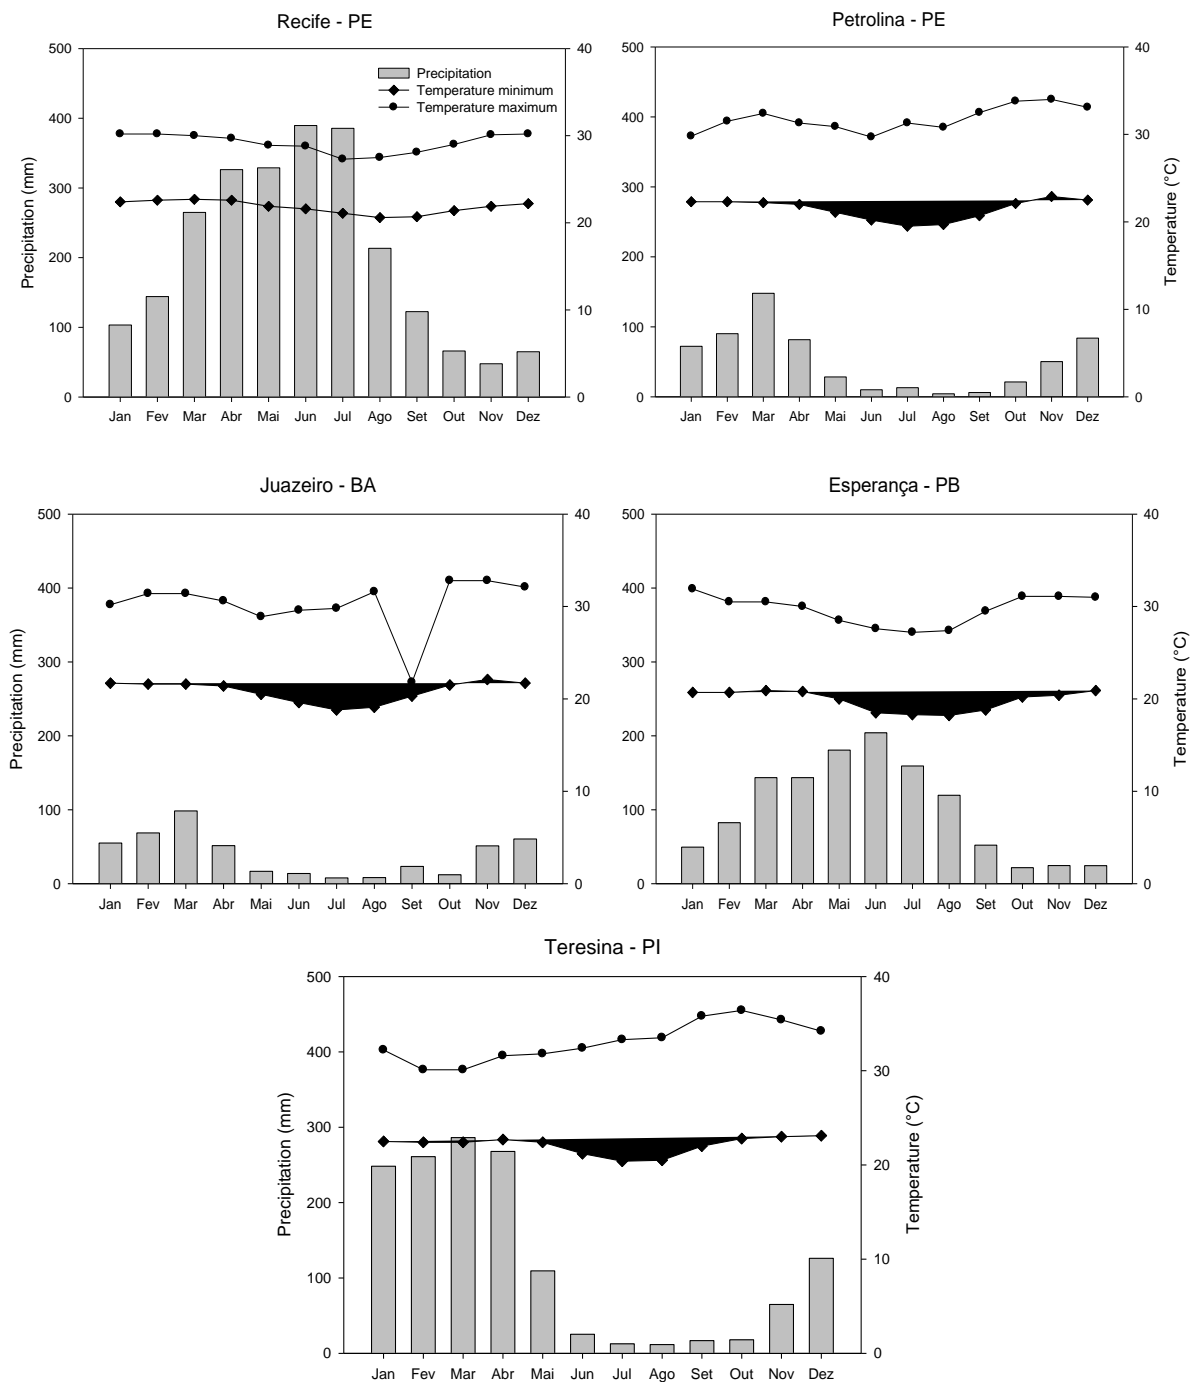 Recife - PE
Precipitation (mm)
500
400
300
200
100
0
40
30
20
10
0
Precipitation
Temperature minimum
Temperature maximum
Jan Fev Mar Abr Mai Jun Jul Ago Set Out Nov Dez
Petrolina - PE
500
400
300
200
100
0
40
30
20
10
0
Temperature (°C)
Jan Fev Mar Abr Mai Jun Jul Ago Set Out Nov Dez
Juazeiro - BA
Precipitation (mm)
500
400
300
200
100
0
40
30
20
10
0
Jan Fev Mar Abr Mai Jun Jul Ago Set Out Nov Dez
Esperança - PB
500
400
300
200
100
0
40
30
20
10
0
Temperature (°C)
Jan Fev Mar Abr Mai Jun Jul Ago Set Out Nov Dez
Teresina - PI
Precipitation (mm)
500
400
300
200
100
0
40
30
20
10
0
Temperature (°C)
Jan Fev Mar Abr Mai Jun Jul Ago Set Out Nov Dez